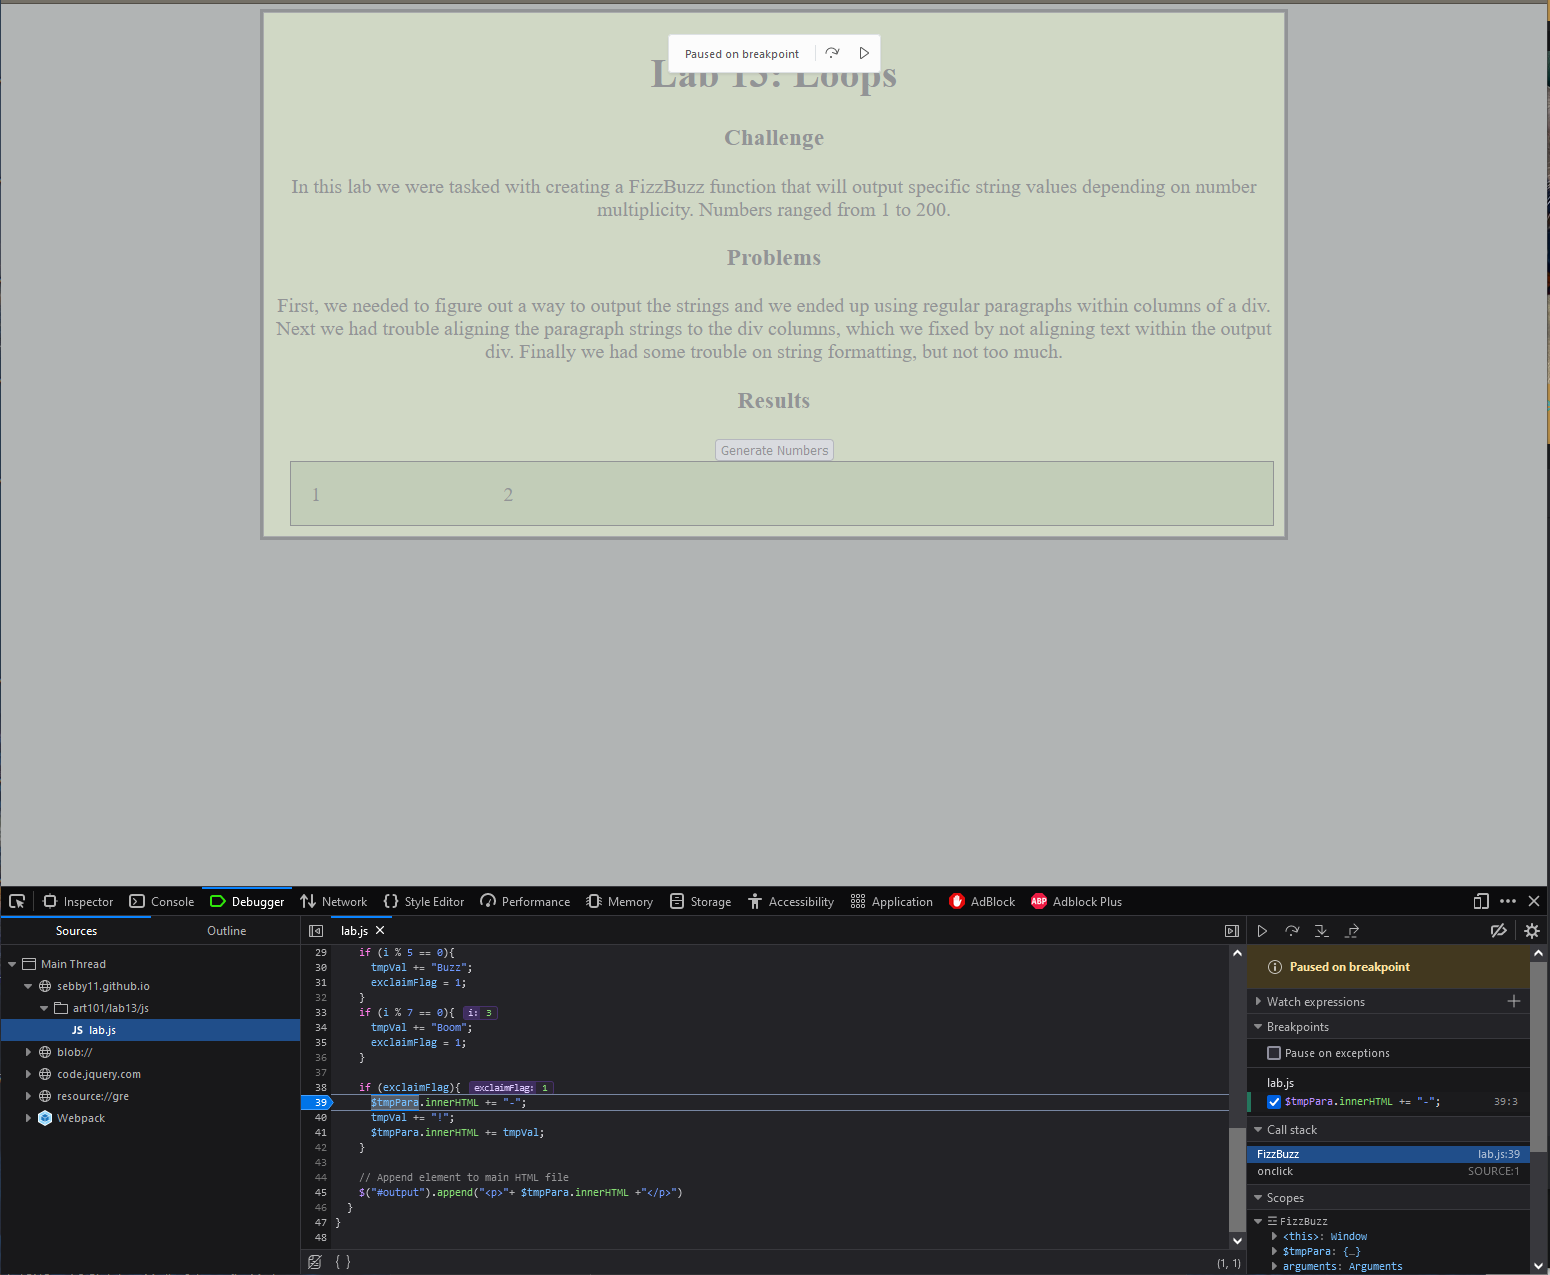 Paused on breakpoint
Lab 13: Loops
Challenge
In this lab we were tasked with creating a FizzBuzz function that will output specific string values depending on number
multiplicity. Numbers ranged from 1 to 200.
Problems
First, we needed to figure out a way to output the strings and we ended up using regular paragraphs within columns of a div.
Next we had trouble aligning the paragraph strings to the div columns, which we fixed by not aligning text within the output
div. Finally we had some trouble on string formatting, but not too much.
Results
Generate Numbers
1 2
Inspector Console Debugger Network Style Editor Performance Memory Storage Accessibility Application AdBlock ABP Adblock Plus
Sources Outline
Main Thread
sebby11.github.io
art101/lab13/js
JS lab.js
blob://
code.jquery.com
resource://gre
Webpack
lab.js
29 if (i % 5 == 0){
30 tmpVal += "Buzz";
31 exclaimFlag = 1;
32 }
33 if (i % 7 == 0){ i: 3
34 tmpVal += "Boom";
35 exclaimFlag = 1;
36 }
37
38 if (exclaimFlag){ exclaimFlag: 1
39 $tmpPara.innerHTML += "-";
40 tmpVal += "!";
41 $tmpPara.innerHTML += tmpVal;
42 }
43
44 // Append element to main HTML file
45 $("#output").append("<p>"+ $tmpPara.innerHTML +"</p>")
46 }
47 }
48
{ } (1, 1)
Paused on breakpoint
Watch expressions
Breakpoints
Pause on exceptions
lab.js
$tmpPara.innerHTML += "-"; 39:3
Call stack
FizzBuzz lab.js:39
onclick SOURCE:1
Scopes
FizzBuzz
<this>: Window
$tmpPara: {…}
arguments: Arguments